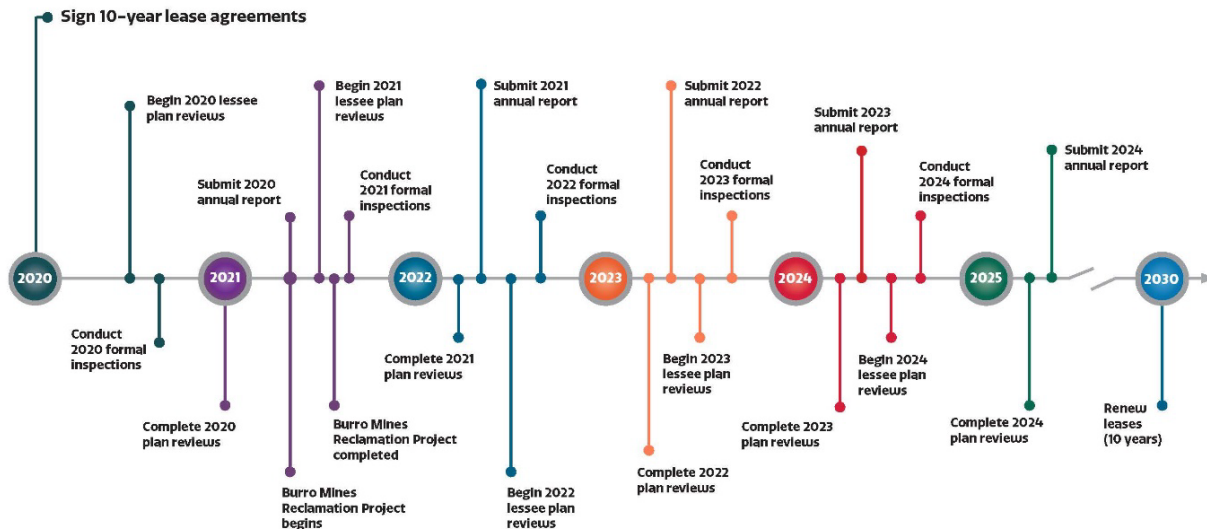 Sign 10-year lease agreements
Begin 2020 lessee
plan reviews
Submit 2020
annual report
Begin 2021
lessee plan
reviews
Conduct
2021 formal
inspections
Submit 2021
annual report
Conduct
2022 formal
inspections
Submit 2022
annual report
Conduct
2023 formal
inspections
Submit 2023
annual report
Conduct
2024 formal
inspections
Submit 2024
annual report
2020
2021
2022
2023
2024
2025
2030
Conduct
2020 formal
inspections
Complete 2020
plan reviews
Burro Mines
Reclamation Project
begins
Burro Mines
Reclamation Project
completed
Complete 2021
plan reviews
Begin 2022
lessee plan
reviews
Complete 2022
plan reviews
Begin 2023
lessee plan
reviews
Complete 2023
plan reviews
Begin 2024
lessee plan
reviews
Complete 2024
plan reviews
Renew
leases
(10 years)